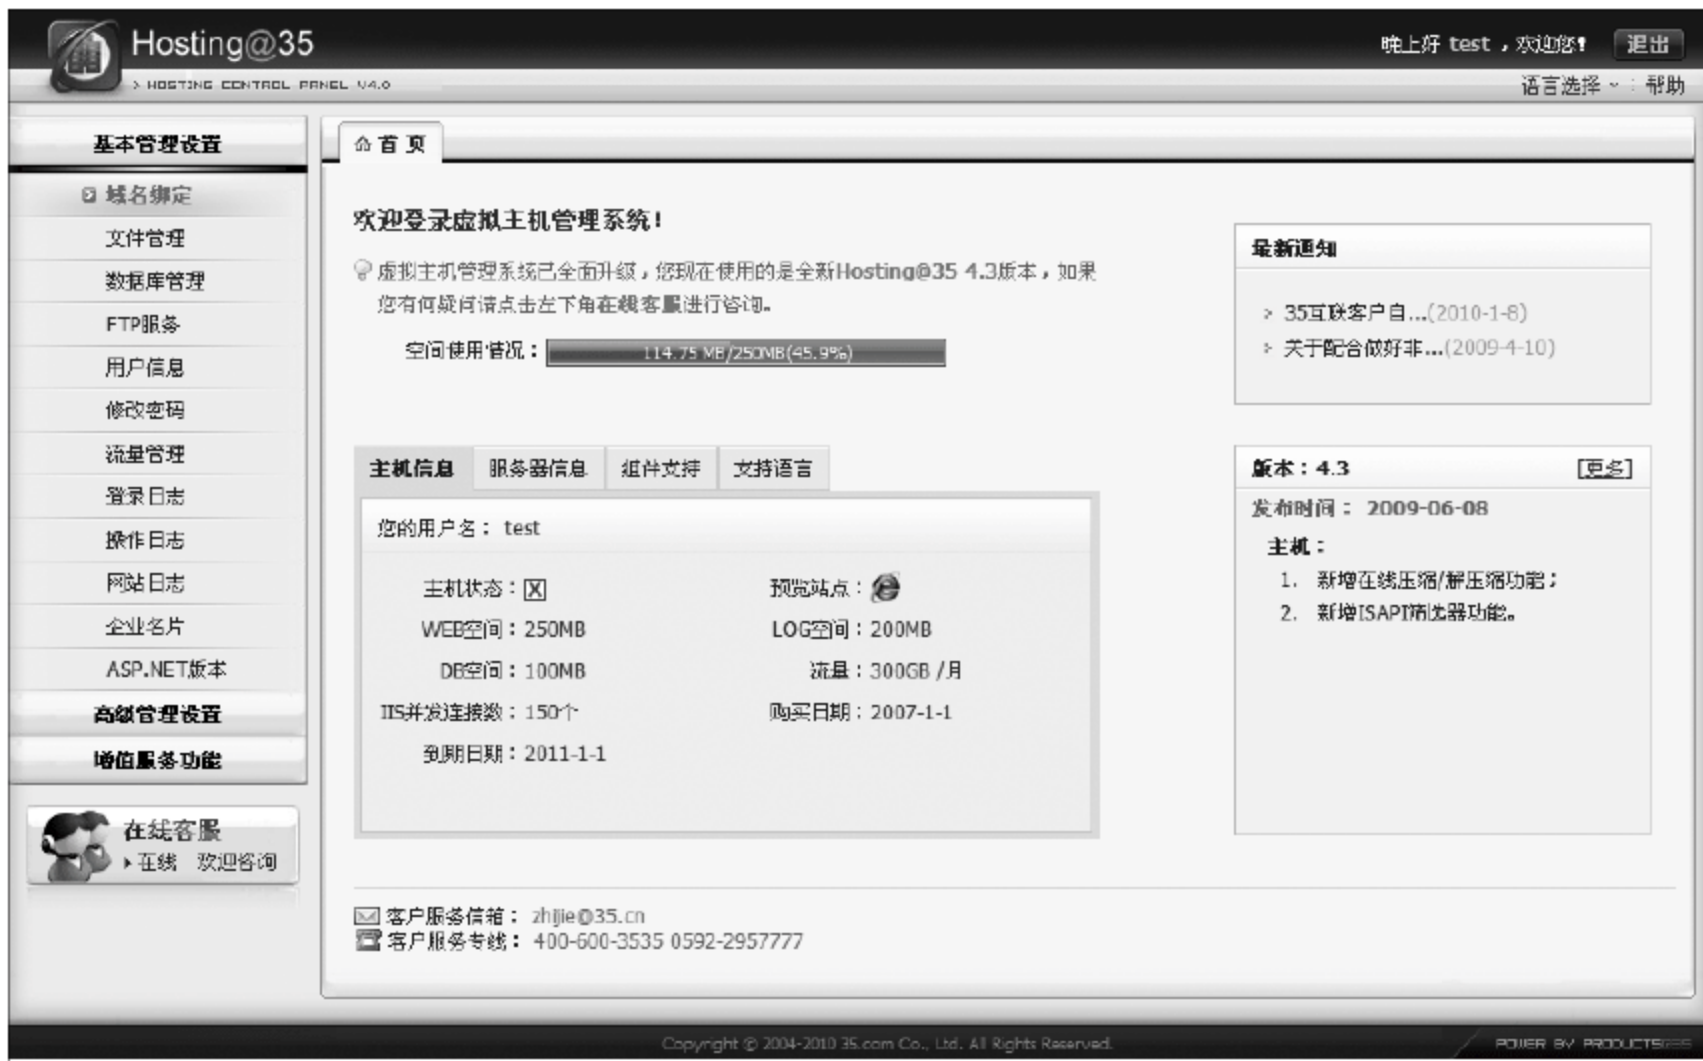 Hosting@35
晚上好 test，欢迎您！ 退出
> HOSTING CONTROL PANEL V4.0
语言选择 帮助
基本管理设置
域名绑定
文件管理
数据库管理
FTP服务
用户信息
修改密码
流量管理
登录日志
操作日志
网站日志
企业名片
ASP.NET版本
高级管理设置
增值服务功能
在线客服
在线 欢迎咨询
首 页
欢迎登录虚拟主机管理系统！
虚拟主机管理系统已全面升级，您现在使用的是全新Hosting@35 4.3版本，如果
您有何疑问请点击左下角在线客服进行咨询。
空间使用情况： 114.75 MB/250MB(45.9%)
最新通知
> 35互联客户自...(2010-1-8)
> 关于配合做好非...(2009-4-10)
主机信息 服务器信息 组件支持 支持语言
您的用户名： test
主机状态： X 预览站点：
WEB空间：250MB LOG空间：200MB
DB空间：100MB 流量：300GB /月
IIS并发连接数：150个 购买日期：2007-1-1
到期日期：2011-1-1
版本：4.3 [更多]
发布时间： 2009-06-08
主机：
1. 新增在线压缩/解压缩功能；
2. 新增ISAPI筛选器功能。
客户服务信箱： zhijie@35.cn
客户服务专线： 400-600-3535 0592-2957777
Copyright © 2004-2010 35.com Co., Ltd. All Rights Reserved.
POWER BY PRODUCTS